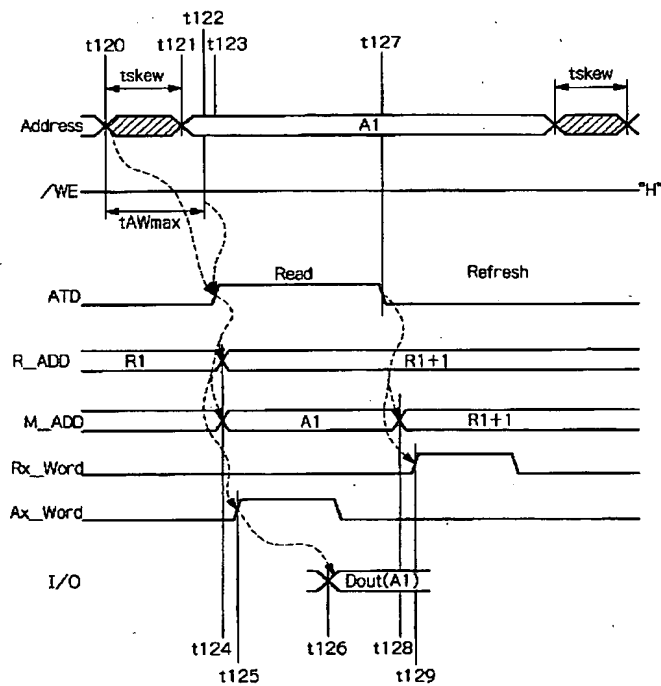 t122
t120 t121 t123 t127
tskew tskew
Address A1
/WE "H"
tAWmax
Read Refresh
ATD
R_ADD R1 R1+1
M_ADD A1 R1+1
Rx_Word
Ax_Word
I/O Dout(A1)
t124 t126 t128
t125 t129